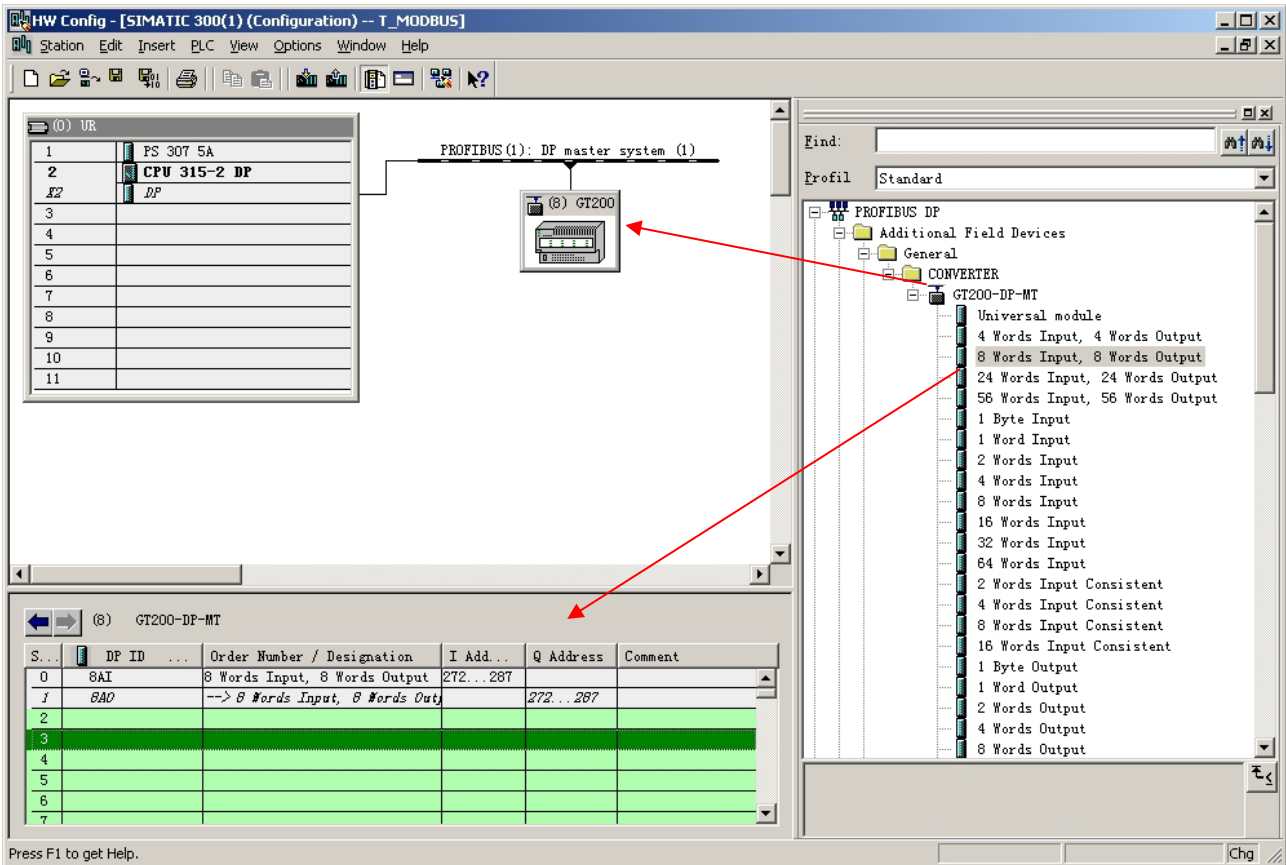 HW Config - [SIMATIC 300(1) (Configuration) -- T_MODBUS]
Station Edit Insert PLC View Options Window Help
(0) UR
1 PS 307 5A
2 CPU 315-2 DP
X2 DP
3
4
5
6
7
8
9
10
11
PROFIBUS(1): DP master system (1)
(8) GT200
Find:
Profil Standard
PROFIBUS DP
Additional Field Devices
General
CONVERTER
GT200-DP-MT
Universal module
4 Words Input, 4 Words Output
8 Words Input, 8 Words Output
24 Words Input, 24 Words Output
56 Words Input, 56 Words Output
1 Byte Input
1 Word Input
2 Words Input
4 Words Input
8 Words Input
16 Words Input
32 Words Input
64 Words Input
2 Words Input Consistent
4 Words Input Consistent
8 Words Input Consistent
16 Words Input Consistent
1 Byte Output
1 Word Output
2 Words Output
4 Words Output
8 Words Output
(8) GT200-DP-MT
S... DP ID ... Order Number / Designation I Add... Q Address Comment
0 8AI 8 Words Input, 8 Words Output 272...287
1 8AO --> 8 Words Input, 8 Words Outp 272...287
2
3
4
5
6
7
Press F1 to get Help.
Chg